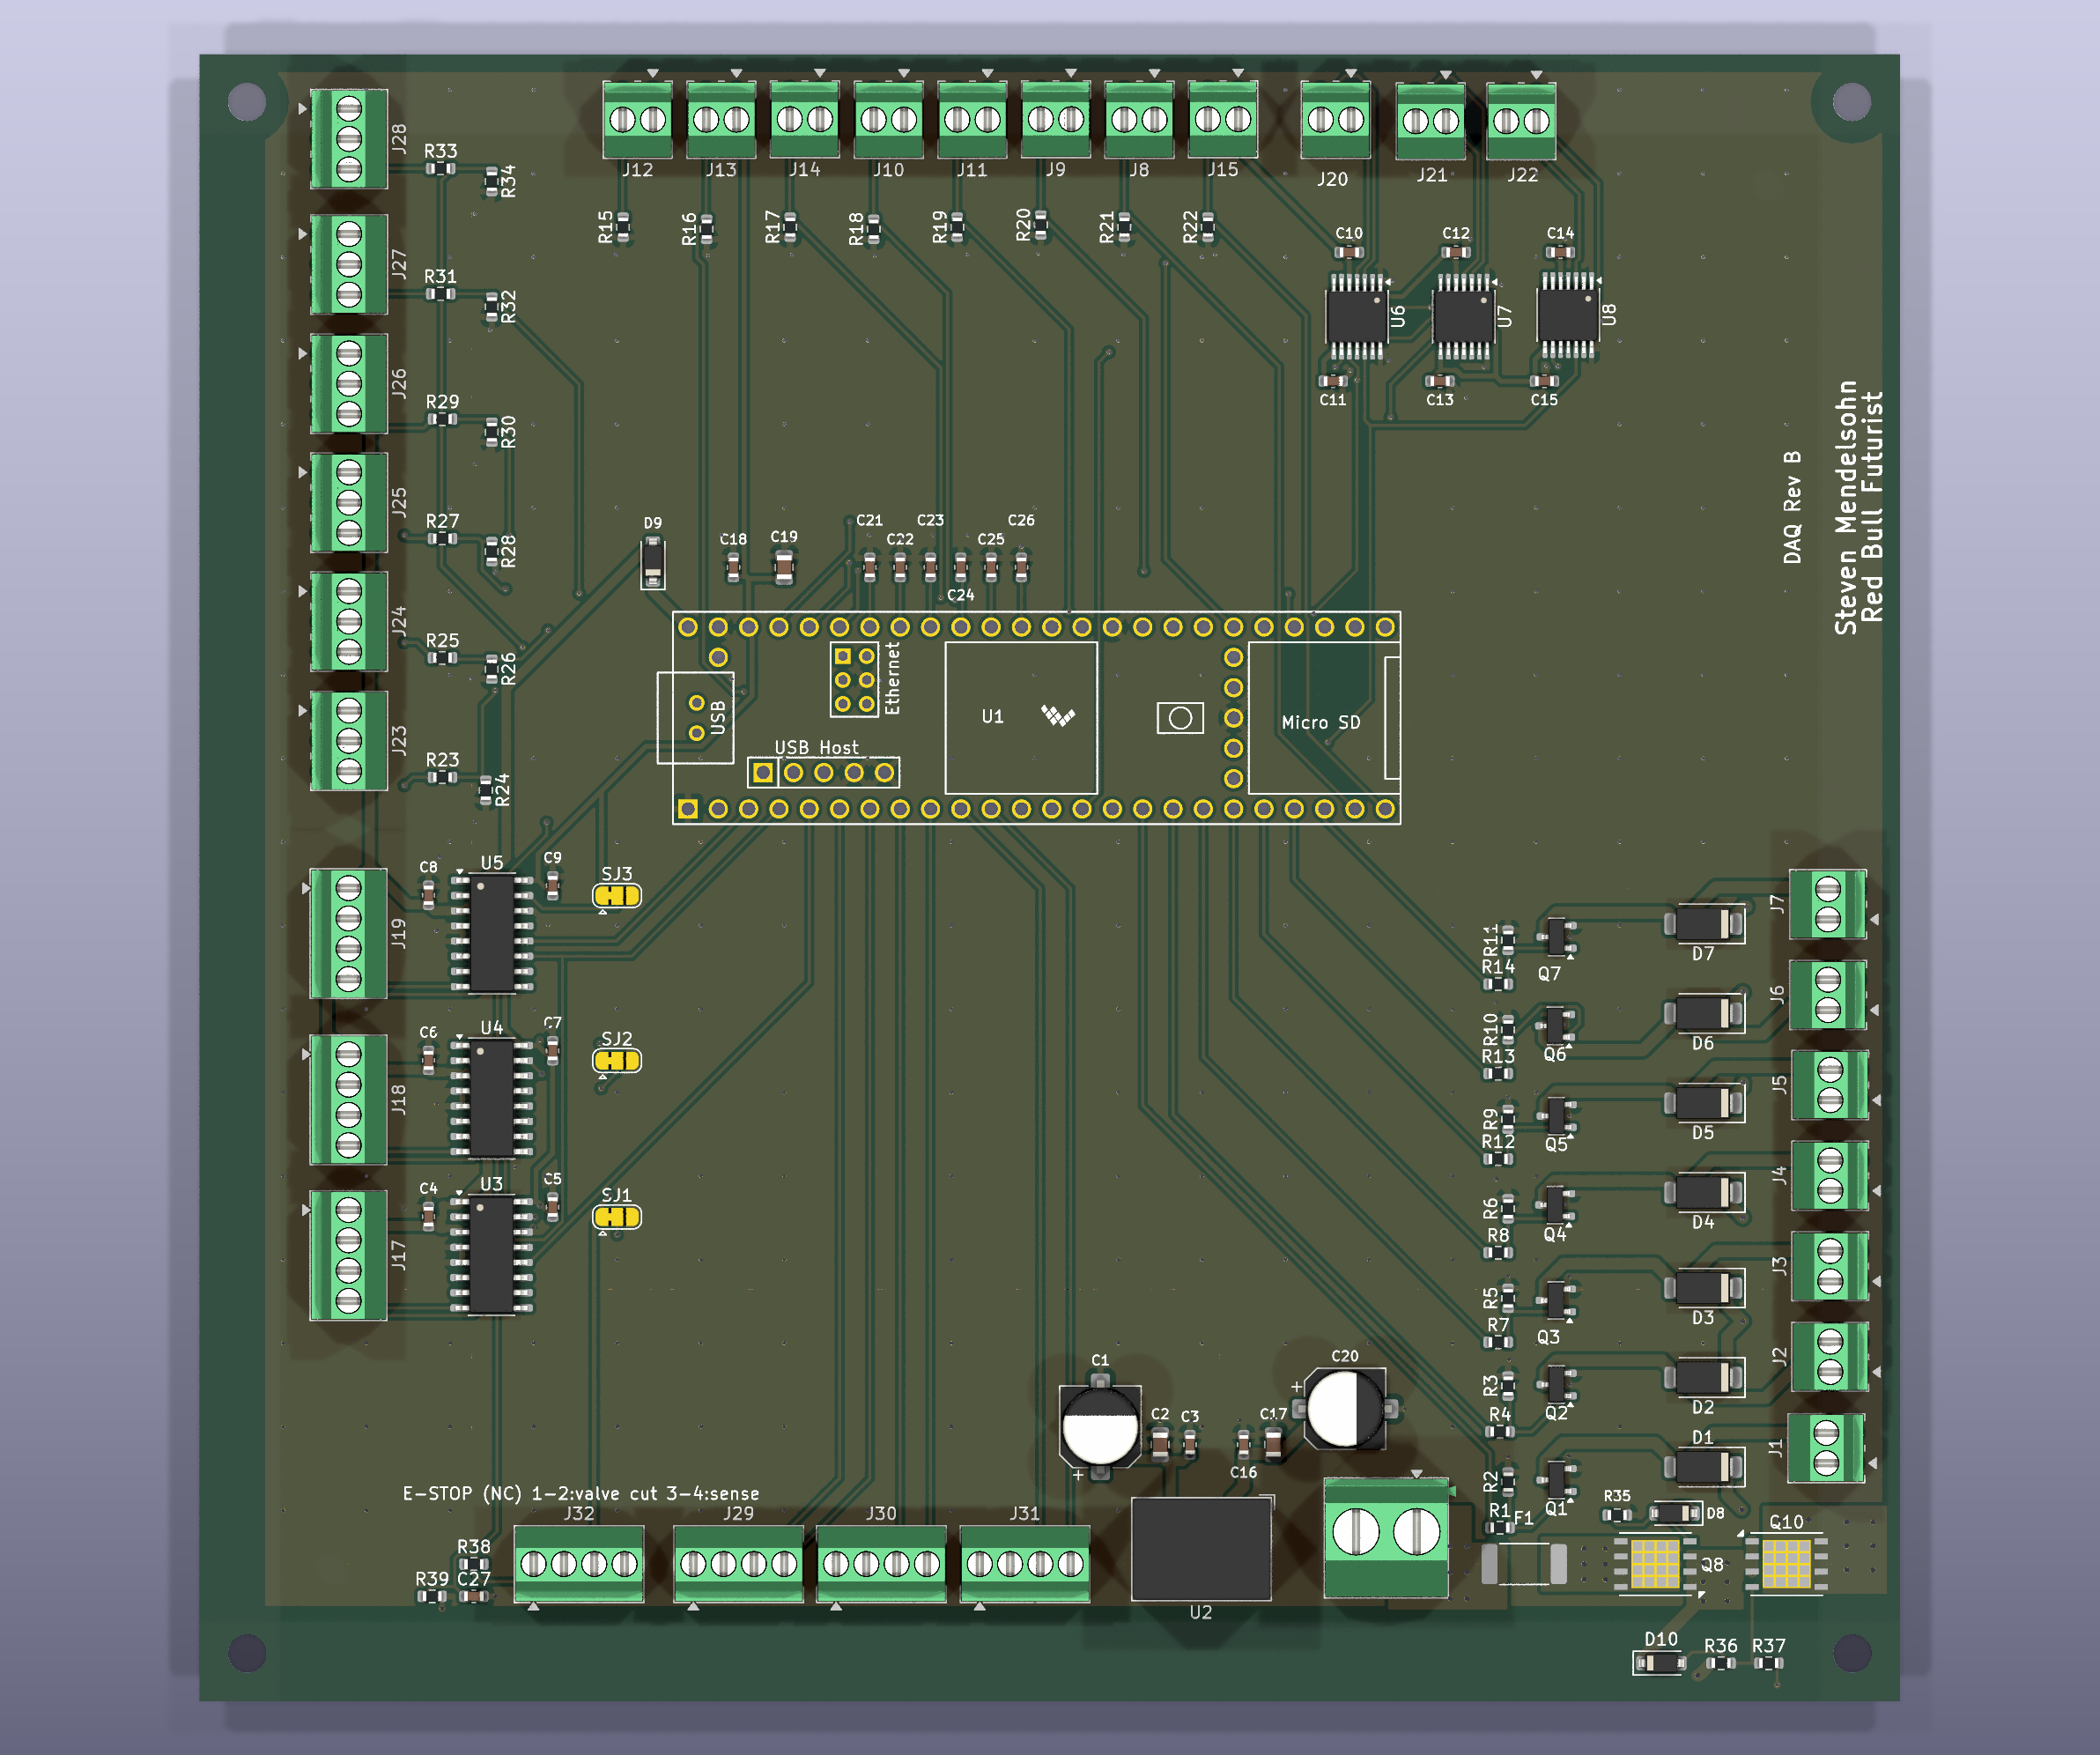 J12
J13
J14
J10
J11
J9
J8
J15
J20
J21
J22
J28
R33
R34
R15
R16
R17
R18
R19
R20
R21
R22
C10
C12
C14
J27
R31
R32
U6
U7
U8
J26
R29
R30
C11
C13
C15
Steven Mendelsohn
Red Bull Futurist
DAQ Rev B
J25
R27
R28
D9
C18
C19
C21
C22
C23
C24
C25
C26
J24
R25
R26
Ethernet
USB
U1
Micro SD
USB Host
J23
R23
R24
J19
C8
U5
C9
SJ3
R11
R14
Q7
D7
J7
R10
R13
Q6
D6
J6
J18
C6
U4
C7
SJ2
R9
R12
Q5
D5
J5
J17
C4
U3
C5
SJ1
R6
R8
Q4
D4
J4
R5
R7
Q3
D3
J3
C1
+
C2
C3
C16
C17
C20
+
R3
R4
Q2
D2
J2
R2
R1
Q1
D1
J1
E-STOP (NC) 1-2:valve cut 3-4:sense
J32
J29
J30
J31
F1
R35
D8
Q10
Q8
R38
R39
C27
U2
D10
R36
R37